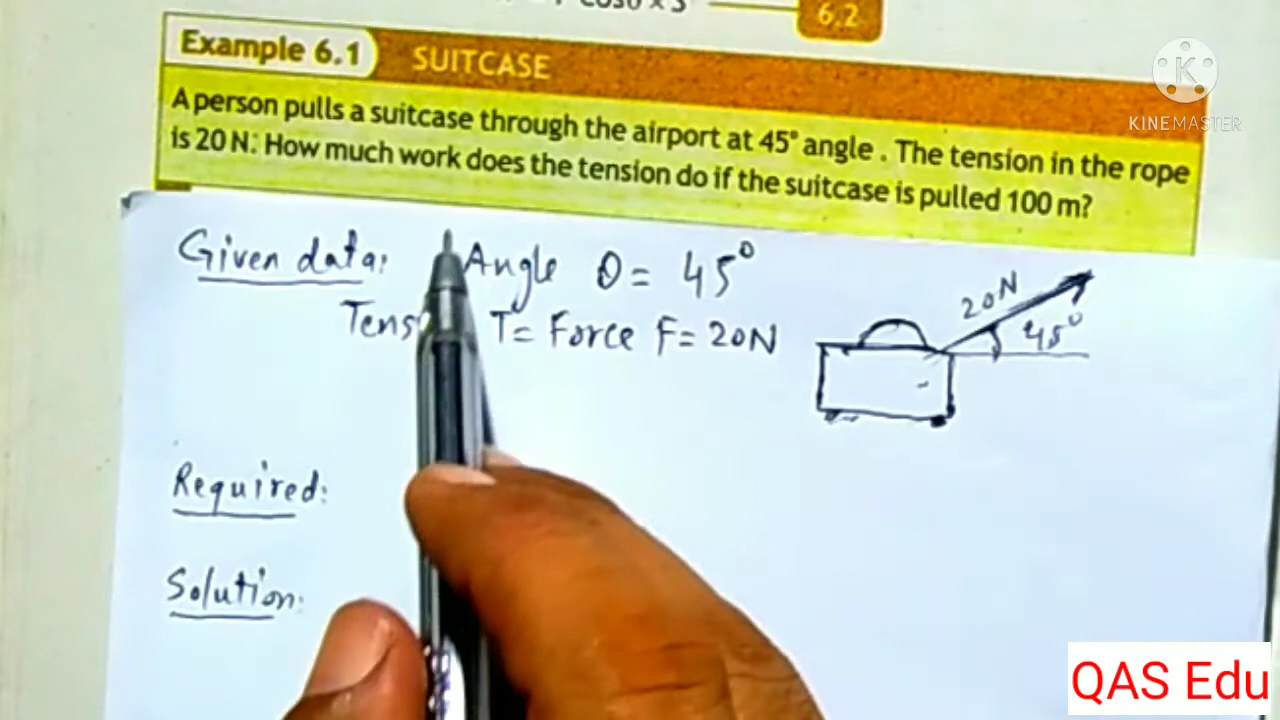 cosθ × S
6.2
Example 6.1 SUITCASE
A person pulls a suitcase through the airport at 45° angle . The tension in the rope
is 20 N. How much work does the tension do if the suitcase is pulled 100 m?
KINEMASTER
Given data: Angle θ = 45°
Tens T = Force F = 20N
20N
45°
Required:
Solution:
QAS Edu